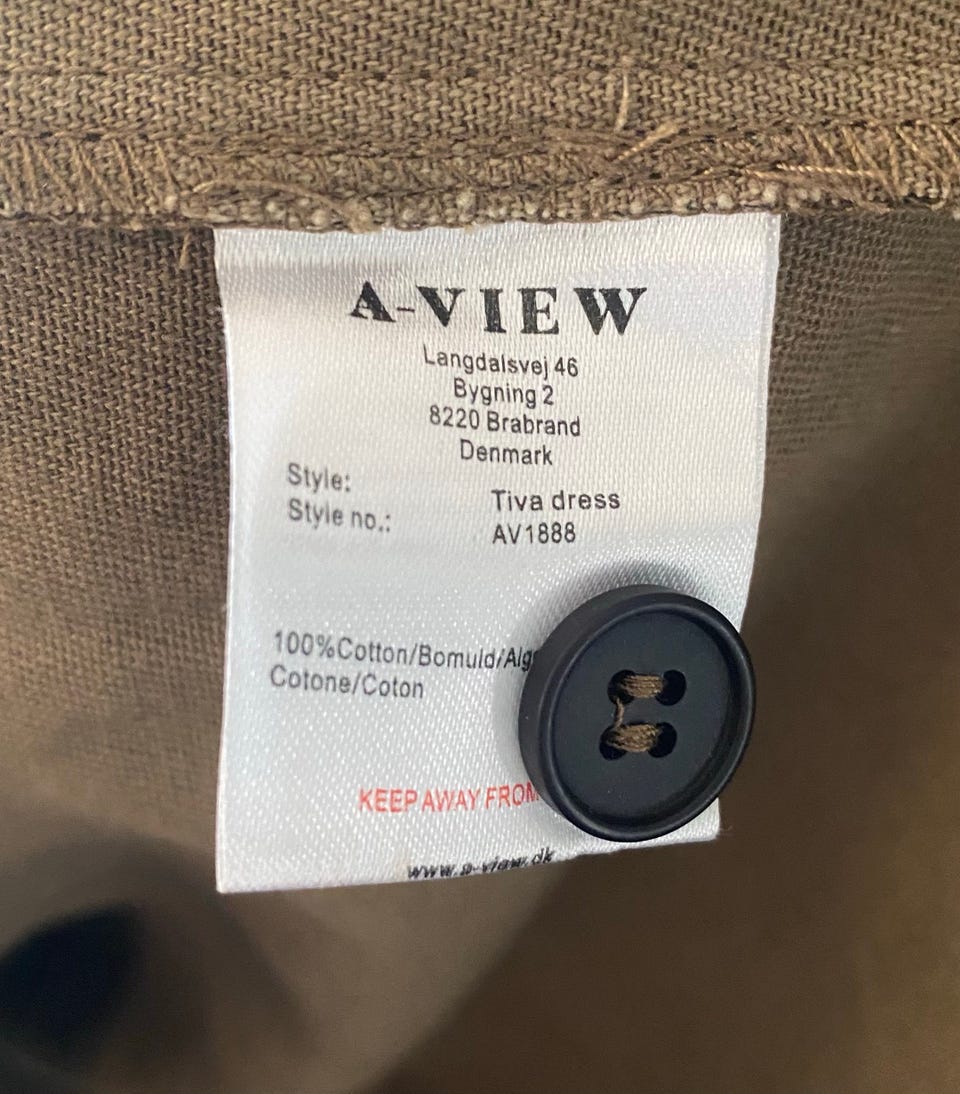 A-VIEW
Langdalsvej 46
Bygning 2
8220 Brabrand
Denmark
Style: Tiva dress
Style no.: AV1888
100%Cotton/Bomuld/
Cotone/Coton
KEEP AWAY FROM
www.a-view.dk